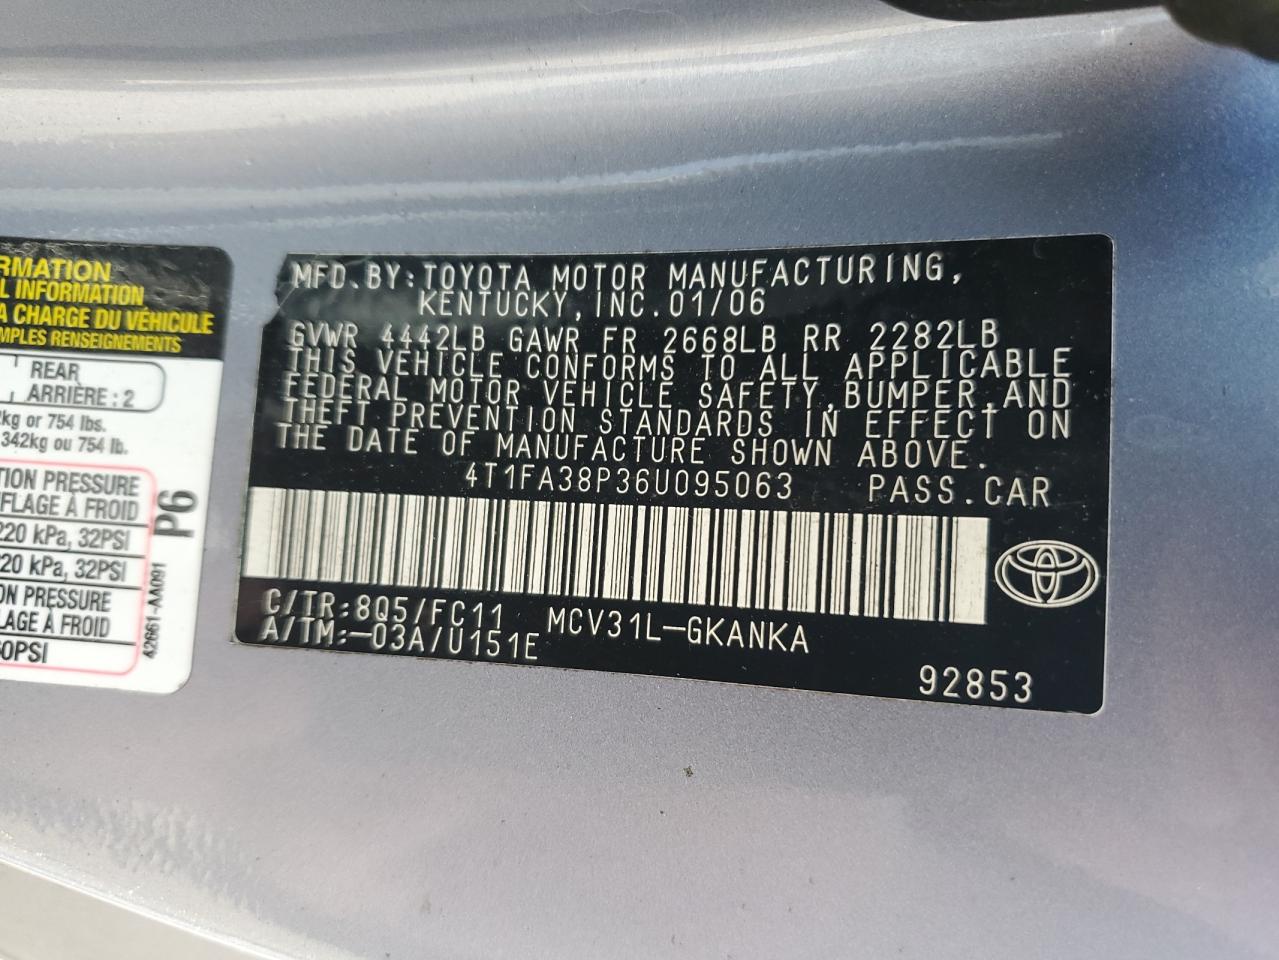 RMATION
L INFORMATION
A CHARGE DU VÉHICULE
MPLES RENSEIGNEMENTS
REAR
ARRIÈRE : 2
kg or 754 lbs.
342kg ou 754 lb.
TION PRESSURE
FLAGE À FROID
220 kPa, 32PSI
220 kPa, 32PSI
ON PRESSURE
LAGE À FROID
60PSI
P6
42661-AA091
MFD.BY:TOYOTA MOTOR MANUFACTURING,
KENTUCKY,INC.01/06
GVWR 4442LB GAWR FR 2668LB RR 2282LB
THIS VEHICLE CONFORMS TO ALL APPLICABLE
FEDERAL MOTOR VEHICLE SAFETY,BUMPER,AND
THEFT PREVENTION STANDARDS IN EFFECT ON
THE DATE OF MANUFACTURE SHOWN ABOVE.
4T1FA38P36U095063 PASS.CAR
C/TR:8Q5/FC11 MCV31L-GKANKA
A/TM:-03A/U151E
92853